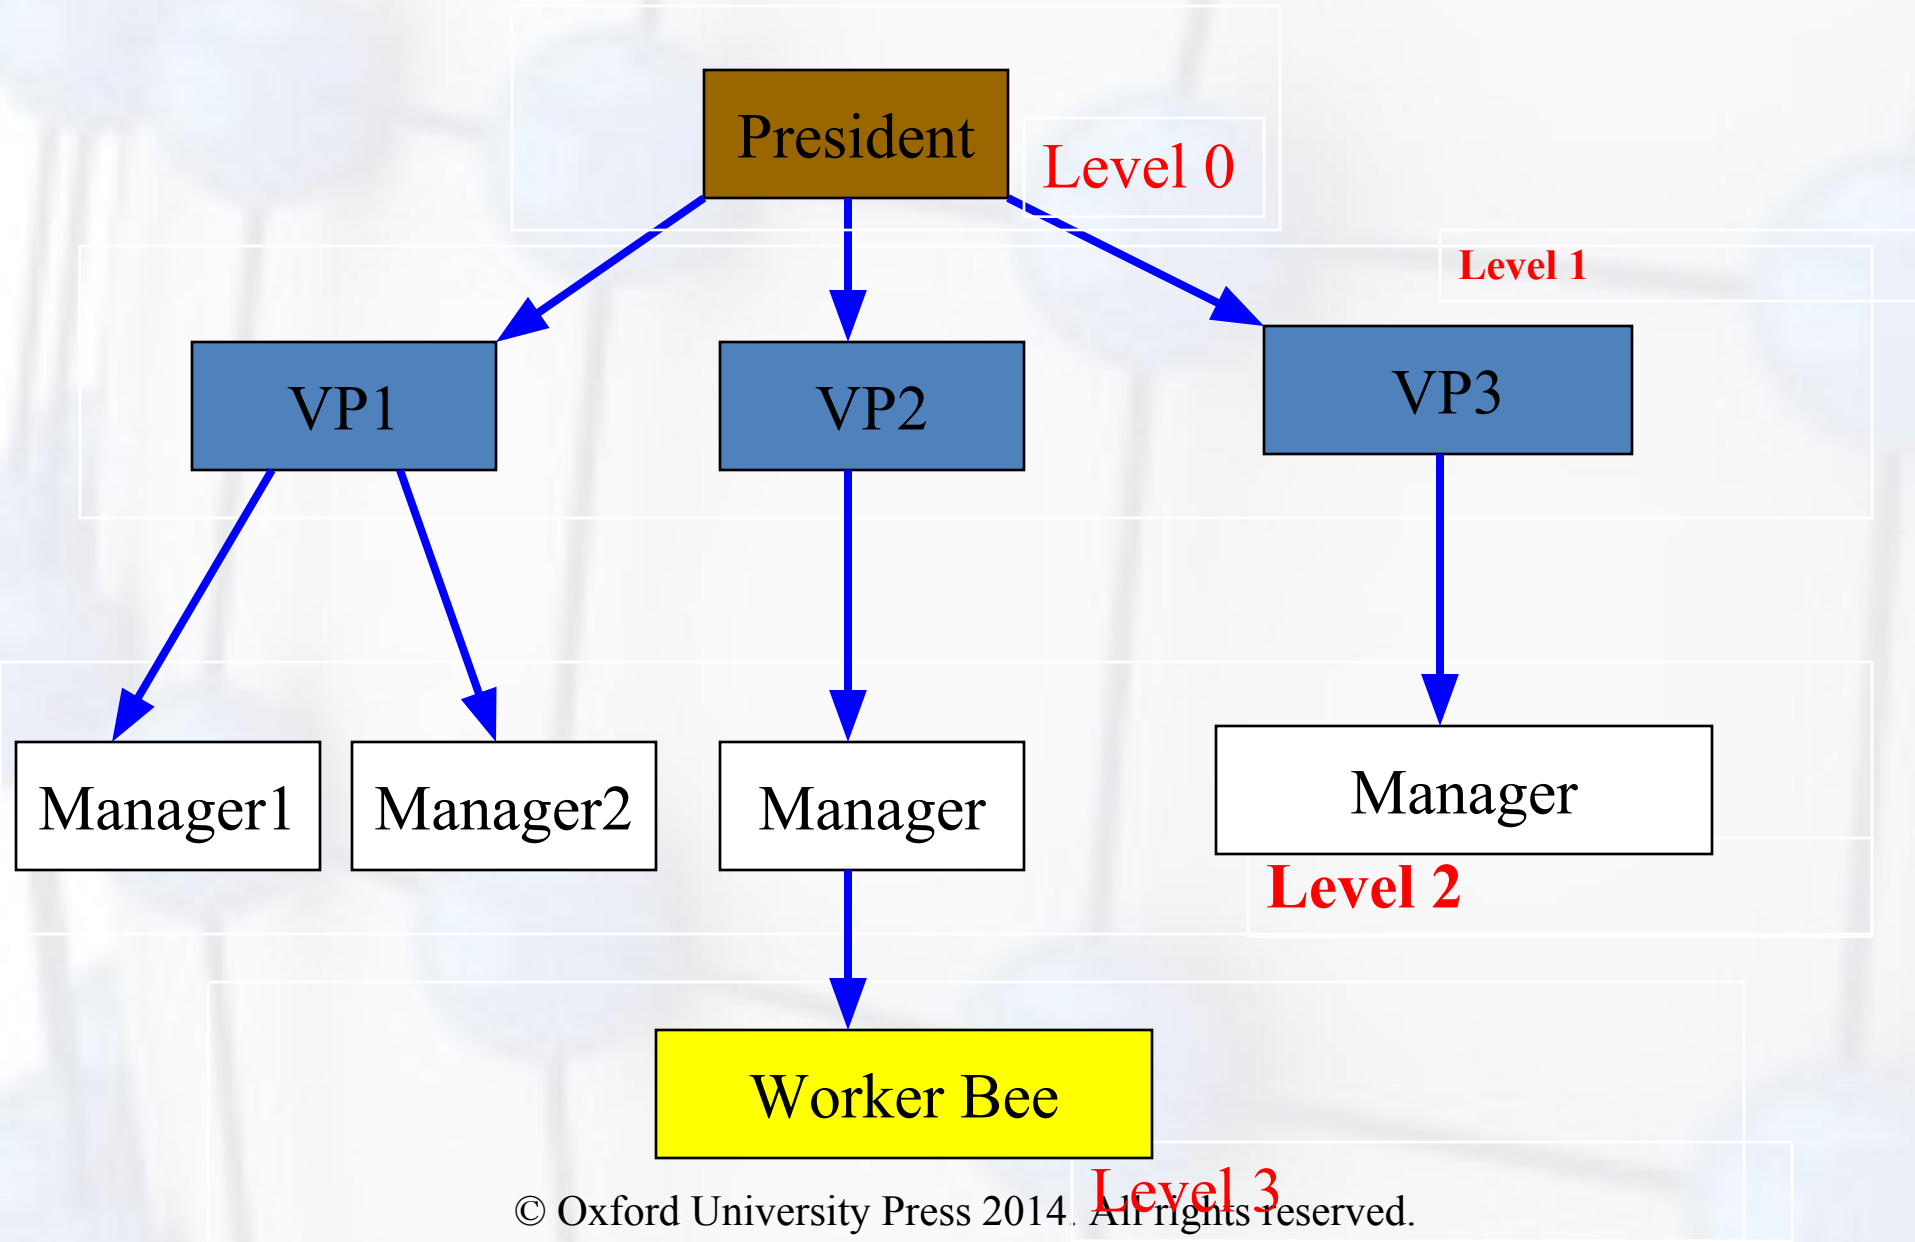 President
Level 0
Level 1
VP1
VP2
VP3
Manager1
Manager2
Manager
Manager
Level 2
Worker Bee
Level 3
© Oxford University Press 2014. All rights reserved.